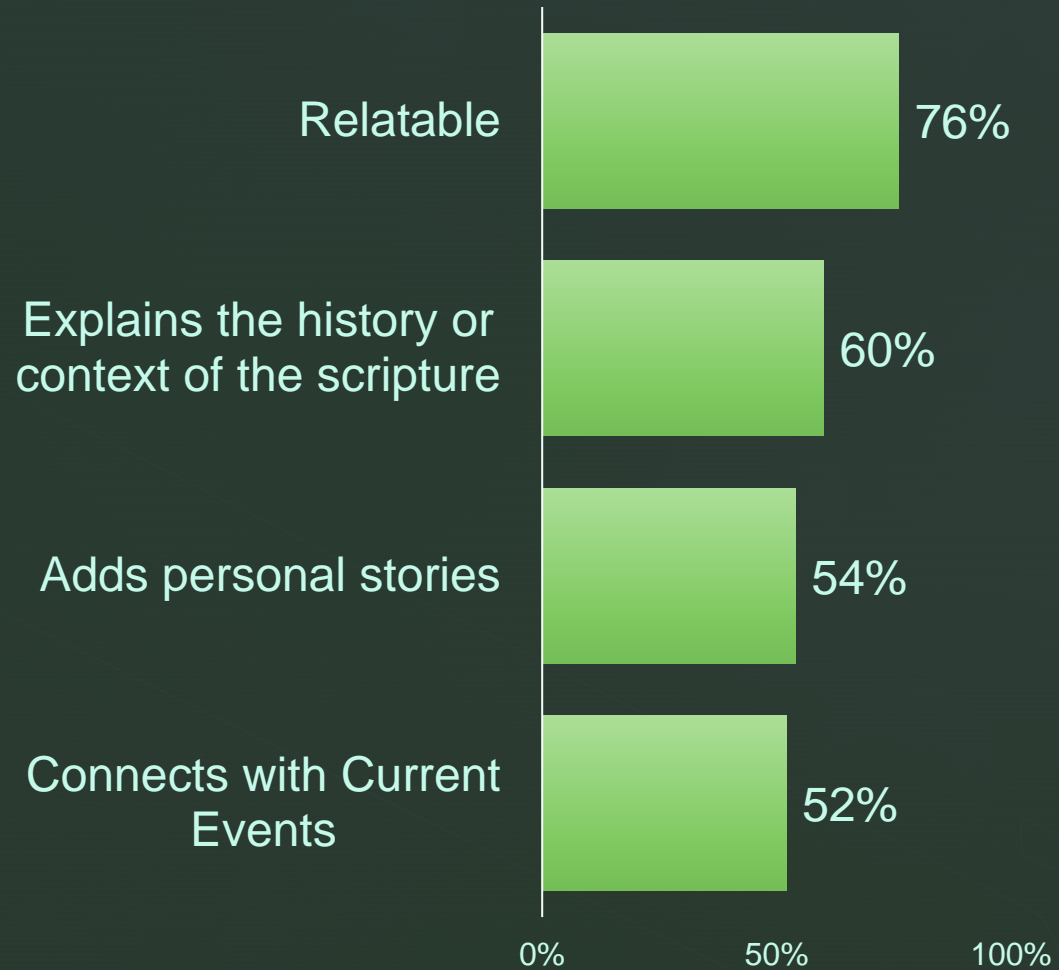 Relatable
76%
Explains the history or
context of the scripture
60%
Adds personal stories
54%
Connects with Current
Events
52%
0% 50% 100%